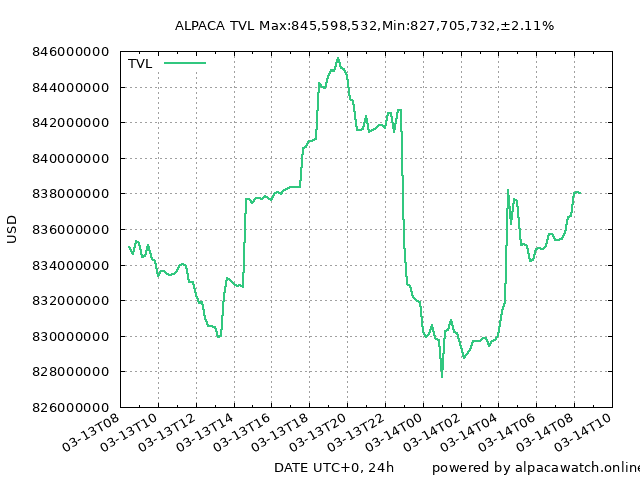 ALPACA TVL Max:845,598,532,Min:827,705,732,±2.11%
TVL
846000000
844000000
842000000
840000000
838000000
836000000
834000000
832000000
830000000
828000000
826000000
USD
03-13T08
03-13T10
03-13T12
03-13T14
03-13T16
03-13T18
03-13T20
03-13T22
03-14T00
03-14T02
03-14T04
03-14T06
03-14T08
03-14T10
DATE UTC+0, 24h
powered by alpacawatch.online